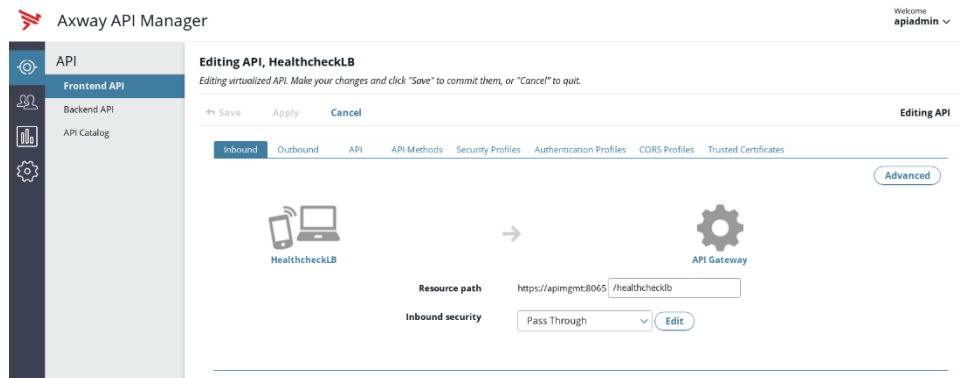 Axway API Manager
Welcome
apiadmin
API
Frontend API
Backend API
API Catalog
Editing API, HealthcheckLB
Editing virtualized API. Make your changes and click "Save" to commit them, or "Cancel" to quit.
Save Apply Cancel Editing API
Inbound Outbound API API Methods Security Profiles Authentication Profiles CORS Profiles Trusted Certificates
Advanced
HealthcheckLB API Gateway
Resource path https://apimgmt:8065 /healthchecklb
Inbound security Pass Through Edit